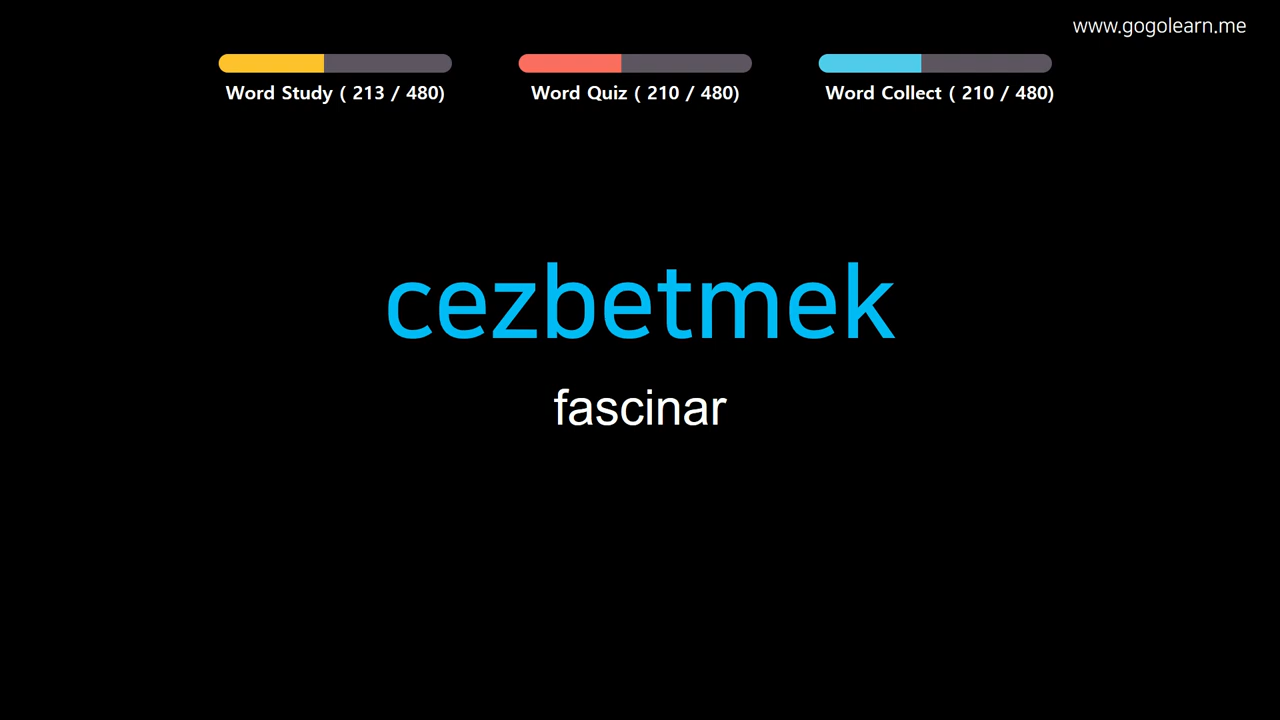 www.gogolearn.me
Word Study ( 213 / 480)
Word Quiz ( 210 / 480)
Word Collect ( 210 / 480)
cezbetmek
fascinar